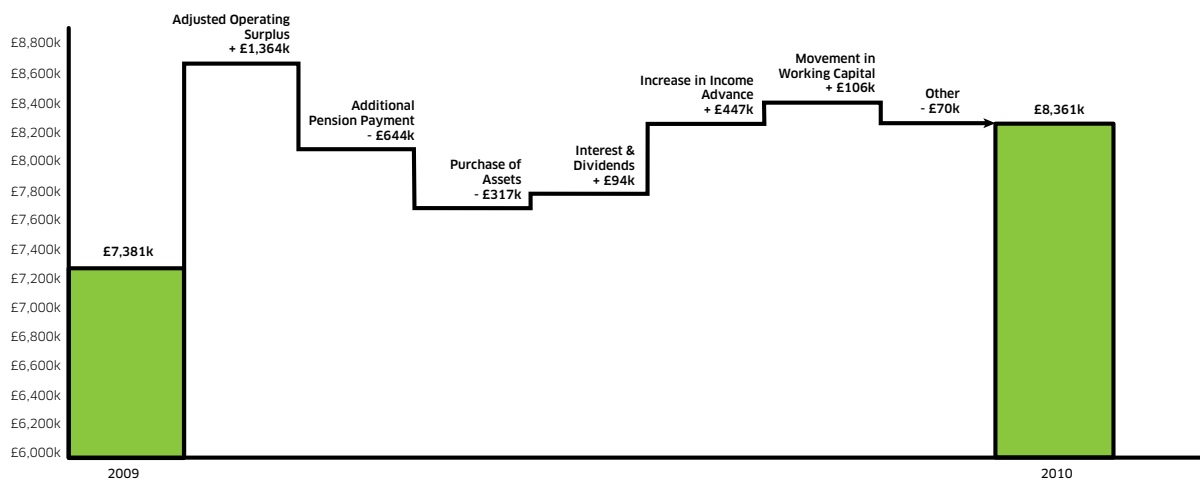 £8,800k
£8,600k
£8,400k
£8,200k
£8,000k
£7,800k
£7,600k
£7,400k
£7,200k
£7,000k
£6,800k
£6,600k
£6,400k
£6,200k
£6,000k
£7,381k
Adjusted Operating
Surplus
+ £1,364k
Additional
Pension Payment
- £644k
Purchase of
Assets
- £317k
Interest &
Dividends
+ £94k
Increase in Income
Advance
+ £447k
Movement in
Working Capital
+ £106k
Other
- £70k
£8,361k
2009
2010